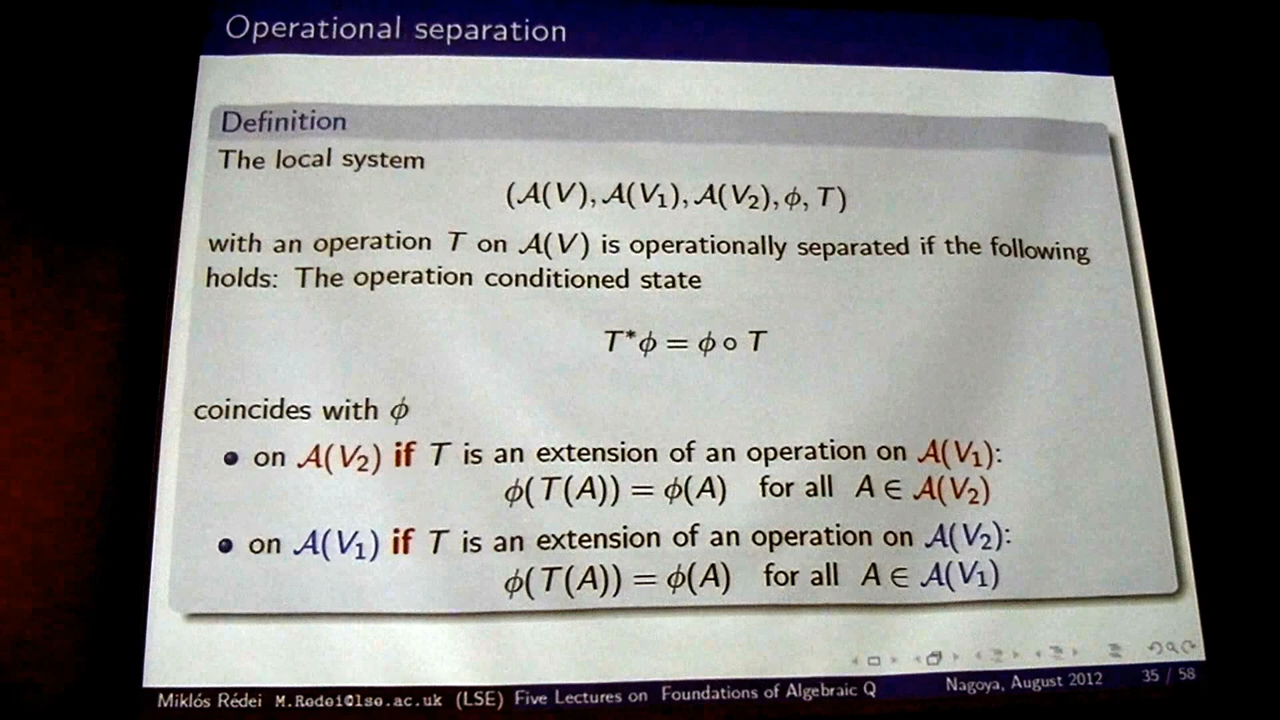 Operational separation
Definition
The local system
(𝒜(V), 𝒜(V₁), 𝒜(V₂), ϕ, T)
with an operation T on 𝒜(V) is operationally separated if the following
holds: The operation conditioned state
T*ϕ = ϕ ∘ T
coincides with ϕ
• on 𝒜(V₂) if T is an extension of an operation on 𝒜(V₁):
ϕ(T(A)) = ϕ(A) for all A ∈ 𝒜(V₂)
• on 𝒜(V₁) if T is an extension of an operation on 𝒜(V₂):
ϕ(T(A)) = ϕ(A) for all A ∈ 𝒜(V₁)
Miklós Rédei M.Redei@lse.ac.uk (LSE) Five Lectures on Foundations of Algebraic Q Nagoya, August 2012 35 / 58